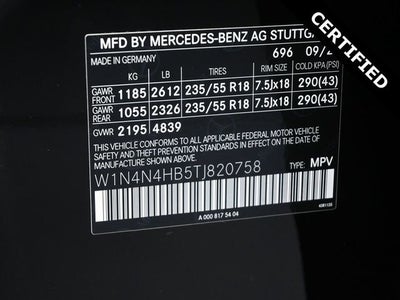 MFD BY MERCEDES-BENZ AG STUTTG
696 09/2
MADE IN GERMANY
KG LB TIRES RIM SIZE COLD KPA(PSI)
GAWR FRONT 1185 2612 235/55 R18 7.5Jx18 290(43)
GAWR REAR 1055 2326 235/55 R18 7.5Jx18 290(43)
GWR 2195 4839
THIS VEHICLE CONFORMS TO ALL APPLICABLE FEDERAL MOTOR VEHICLE
SAFETY AND THEFT PREVENTION STANDARDS IN EFFECT ON THE DATE
OF MANUFACTURE SHOWN ABOVE
W1N4N4HB5TJ820758 TYPE: MPV
A 000 817 54 04
CERTIFIED